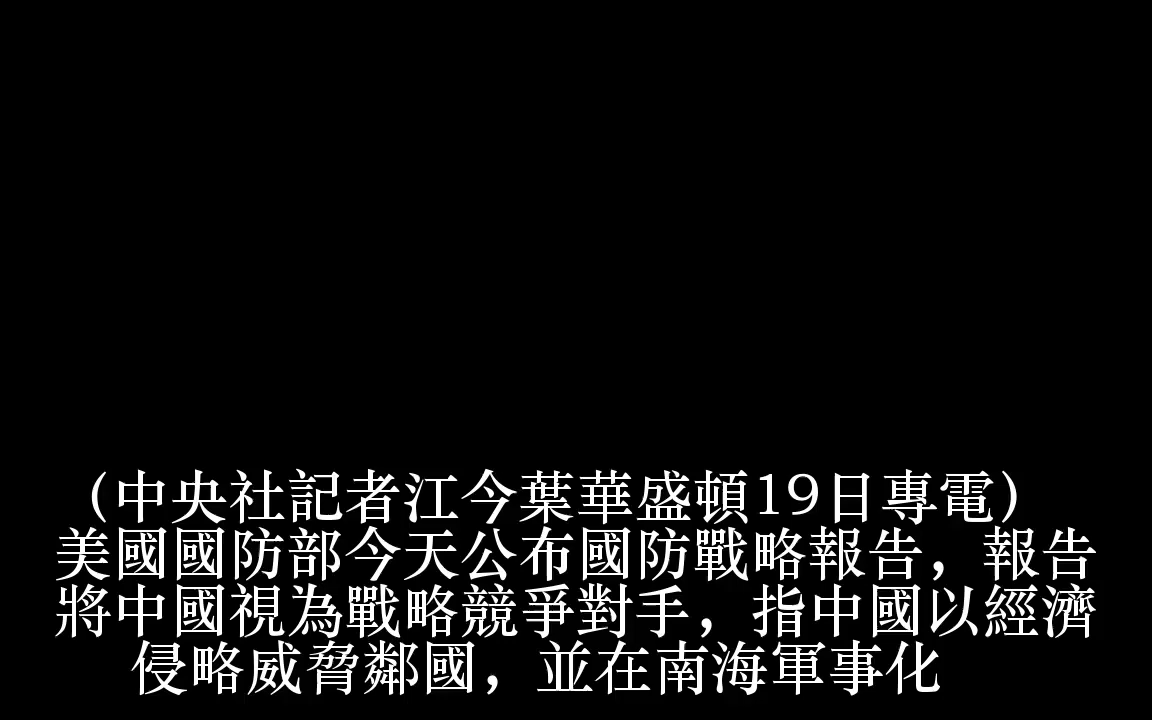 （中央社記者江今葉華盛頓19日專電）
美國國防部今天公布國防戰略報告，報告
將中國視為戰略競爭對手，指中國以經濟
侵略威脅鄰國，並在南海軍事化